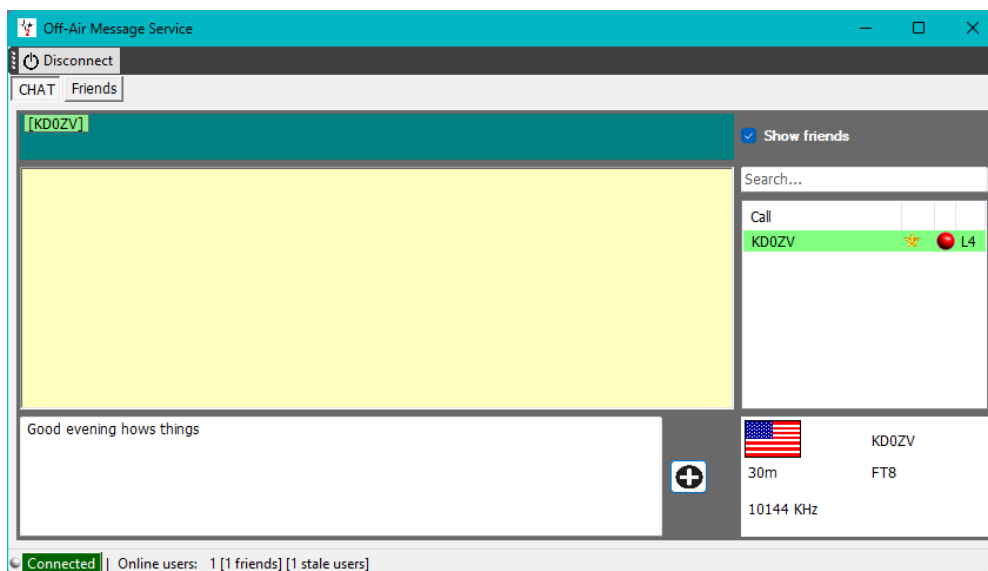 Off-Air Message Service
Disconnect
CHAT Friends
[KD0ZV]
Show friends
Search...
Call
KD0ZV L4
Good evening hows things
KD0ZV
30m FT8
10144 KHz
Connected | Online users: 1 [1 friends] [1 stale users]